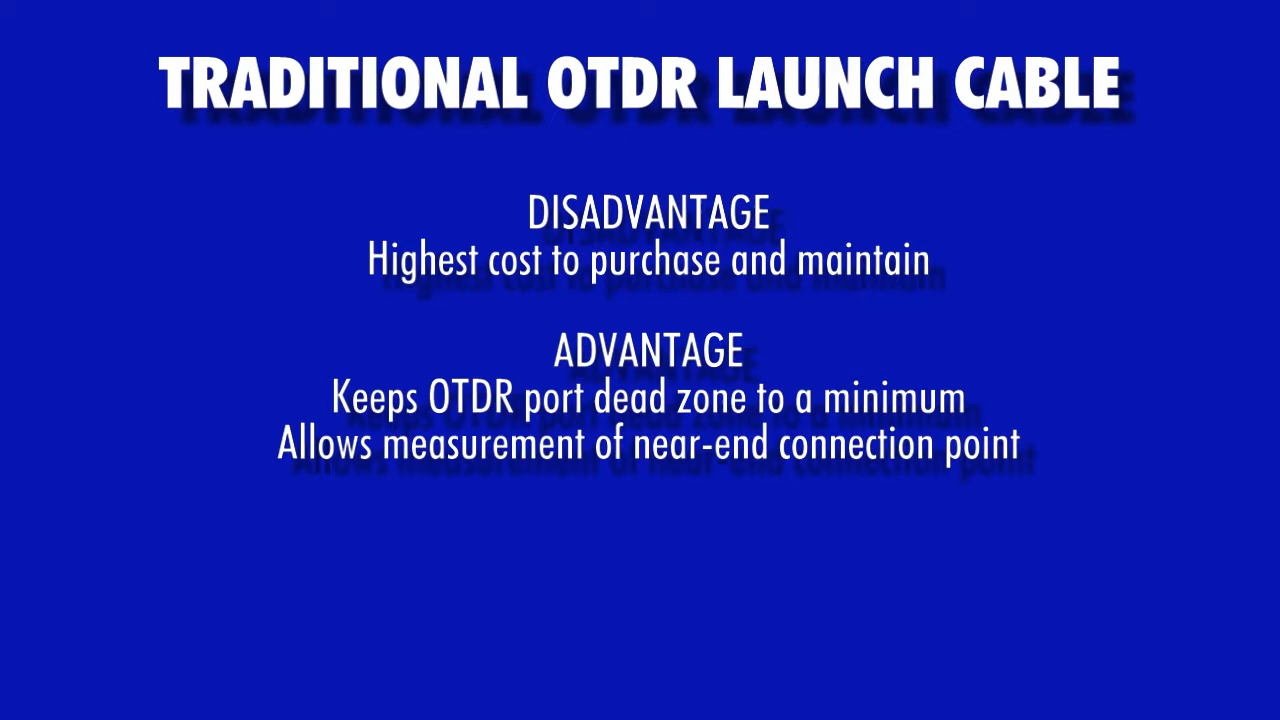 TRADITIONAL OTDR LAUNCH CABLE
DISADVANTAGE
Highest cost to purchase and maintain
ADVANTAGE
Keeps OTDR port dead zone to a minimum
Allows measurement of near-end connection point